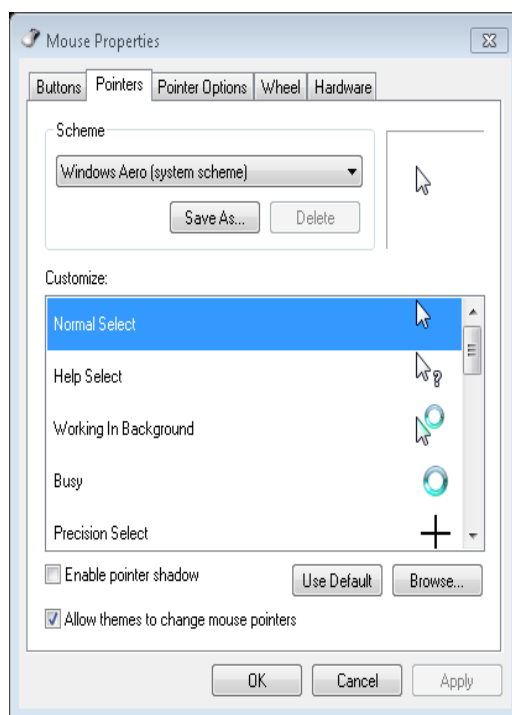 Mouse Properties
Buttons Pointers Pointer Options Wheel Hardware
Scheme
Windows Aero (system scheme)
Save As... Delete
Customize:
Normal Select
Help Select
Working In Background
Busy
Precision Select
Enable pointer shadow
Use Default Browse...
Allow themes to change mouse pointers
OK Cancel Apply